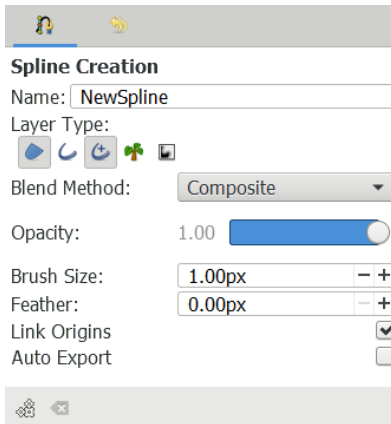 Spline Creation
Name: NewSpline
Layer Type:
Blend Method: Composite
Opacity: 1.00
Brush Size: 1.00px
Feather: 0.00px
Link Origins
Auto Export